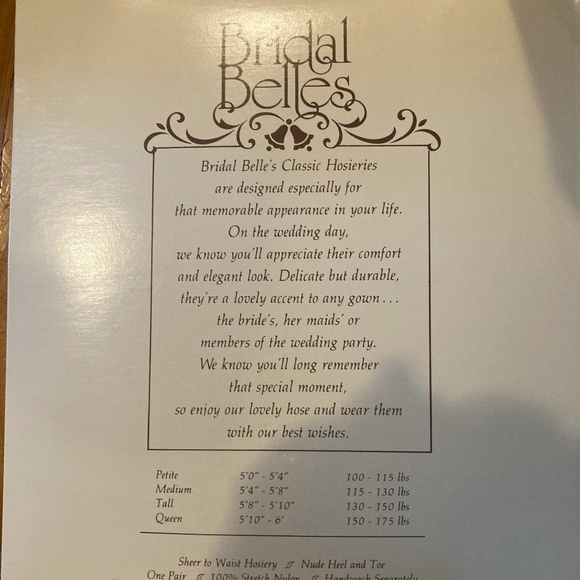 Bridal
Belles
Bridal Belle's Classic Hosieries
are designed especially for
that memorable appearance in your life.
On the wedding day,
we know you'll appreciate their comfort
and elegant look. Delicate but durable,
they're a lovely accent to any gown...
the bride's, her maids' or
members of the wedding party.
We know you'll long remember
that special moment,
so enjoy our lovely hose and wear them
with our best wishes.
Petite 5'0" - 5'4" 100 - 115 lbs
Medium 5'4" - 5'8" 115 - 130 lbs
Tall 5'8" - 5'10" 130 - 150 lbs
Queen 5'10" - 6' 150 - 175 lbs
Sheer to Waist Hosiery Nude Heel and Toe
One Pair 100% Stretch Nylon Handwash Separately